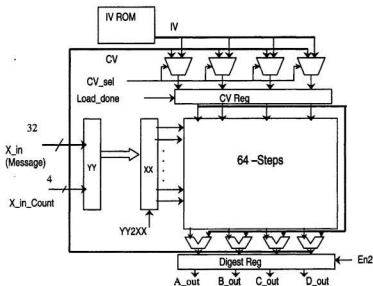 IV ROM
IV
CV
CV_sel
Load_done
CV Reg
32
X_in
(Message)
YY
XX
64 –Steps
4
X_in_Count
YY2XX
Digest Reg
En2
A_out
B_out
C_out
D_out